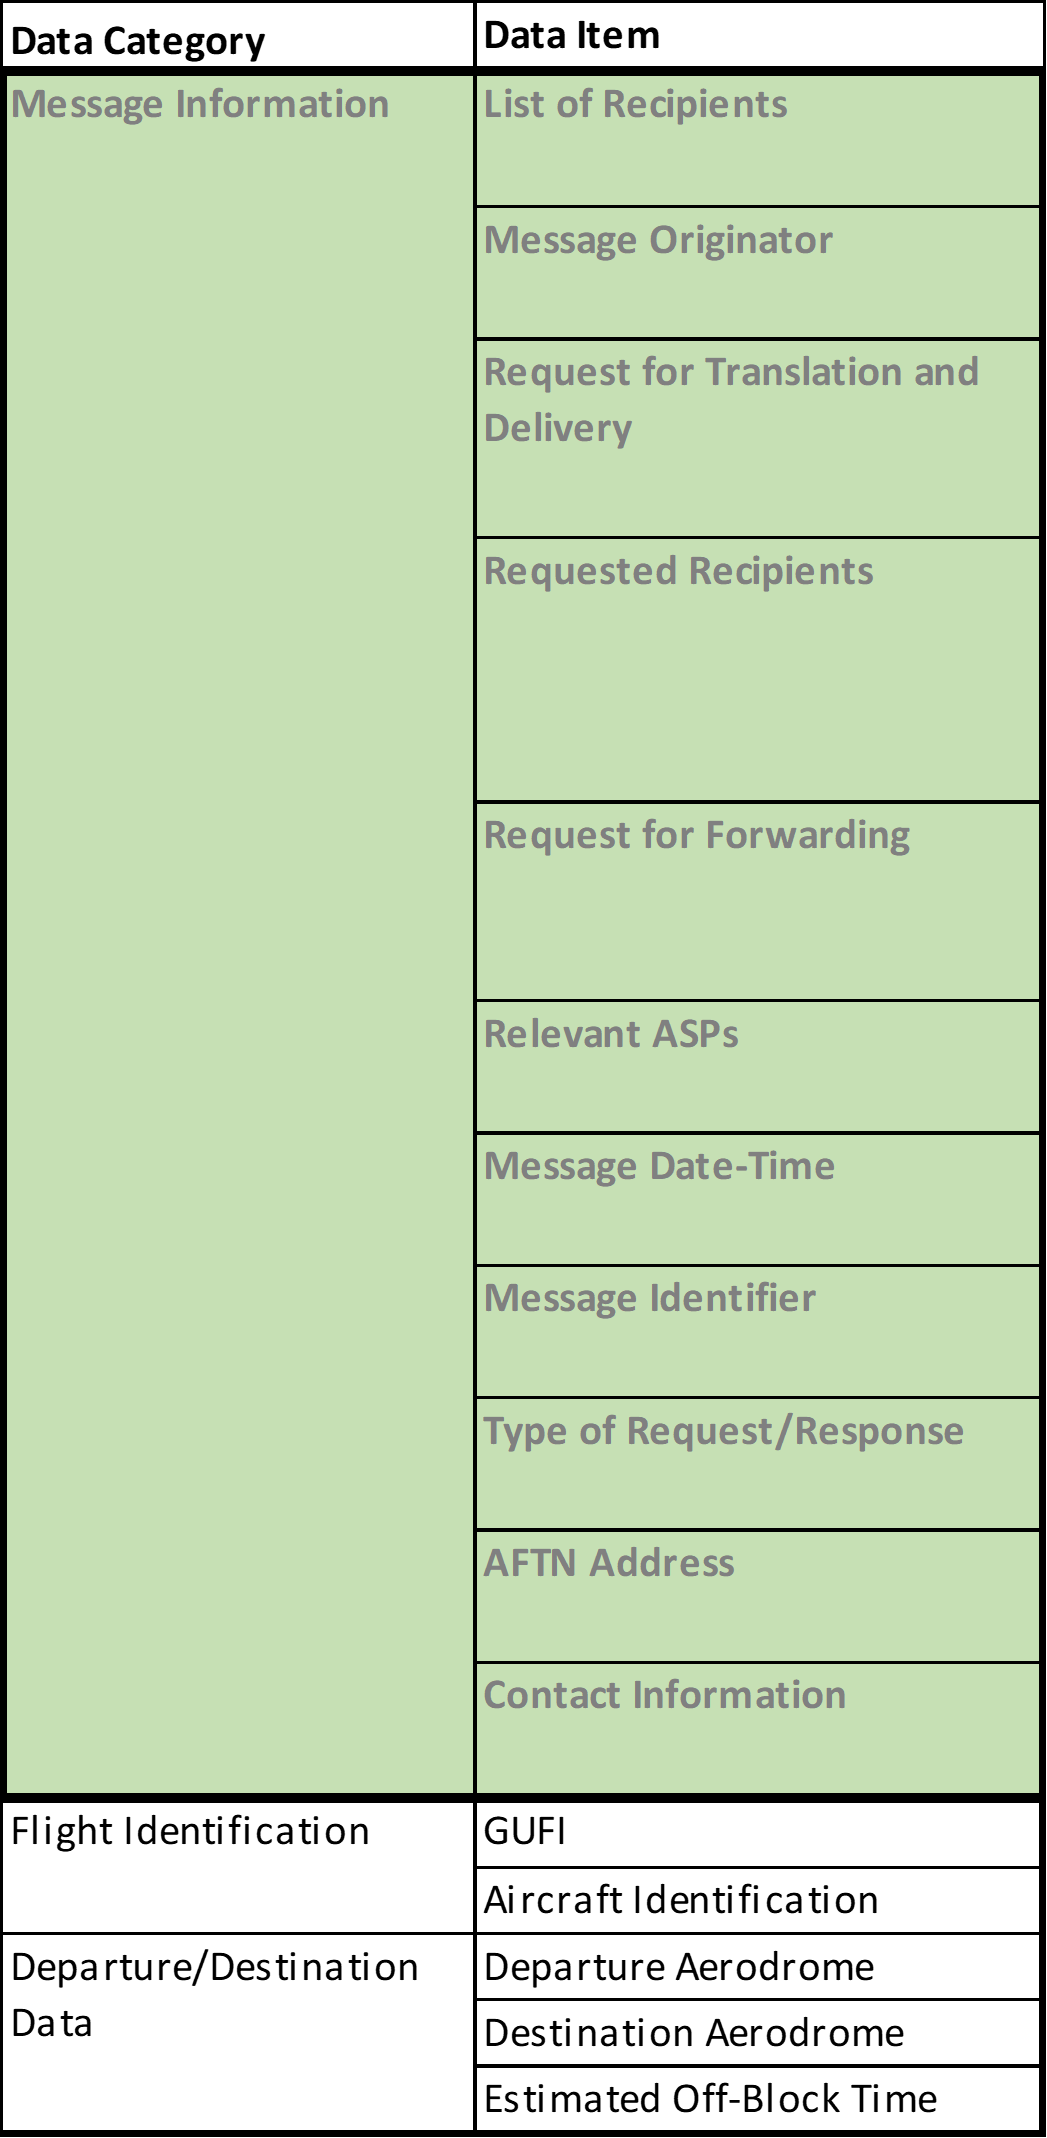 Data Category
Data Item
Message Information
List of Recipients
Message Originator
Request for Translation and
Delivery
Requested Recipients
Request for Forwarding
Relevant ASPs
Message Date-Time
Message Identifier
Type of Request/Response
AFTN Address
Contact Information
Flight Identification
GUFI
Aircraft Identification
Departure/Destination
Data
Departure Aerodrome
Destination Aerodrome
Estimated Off-Block Time